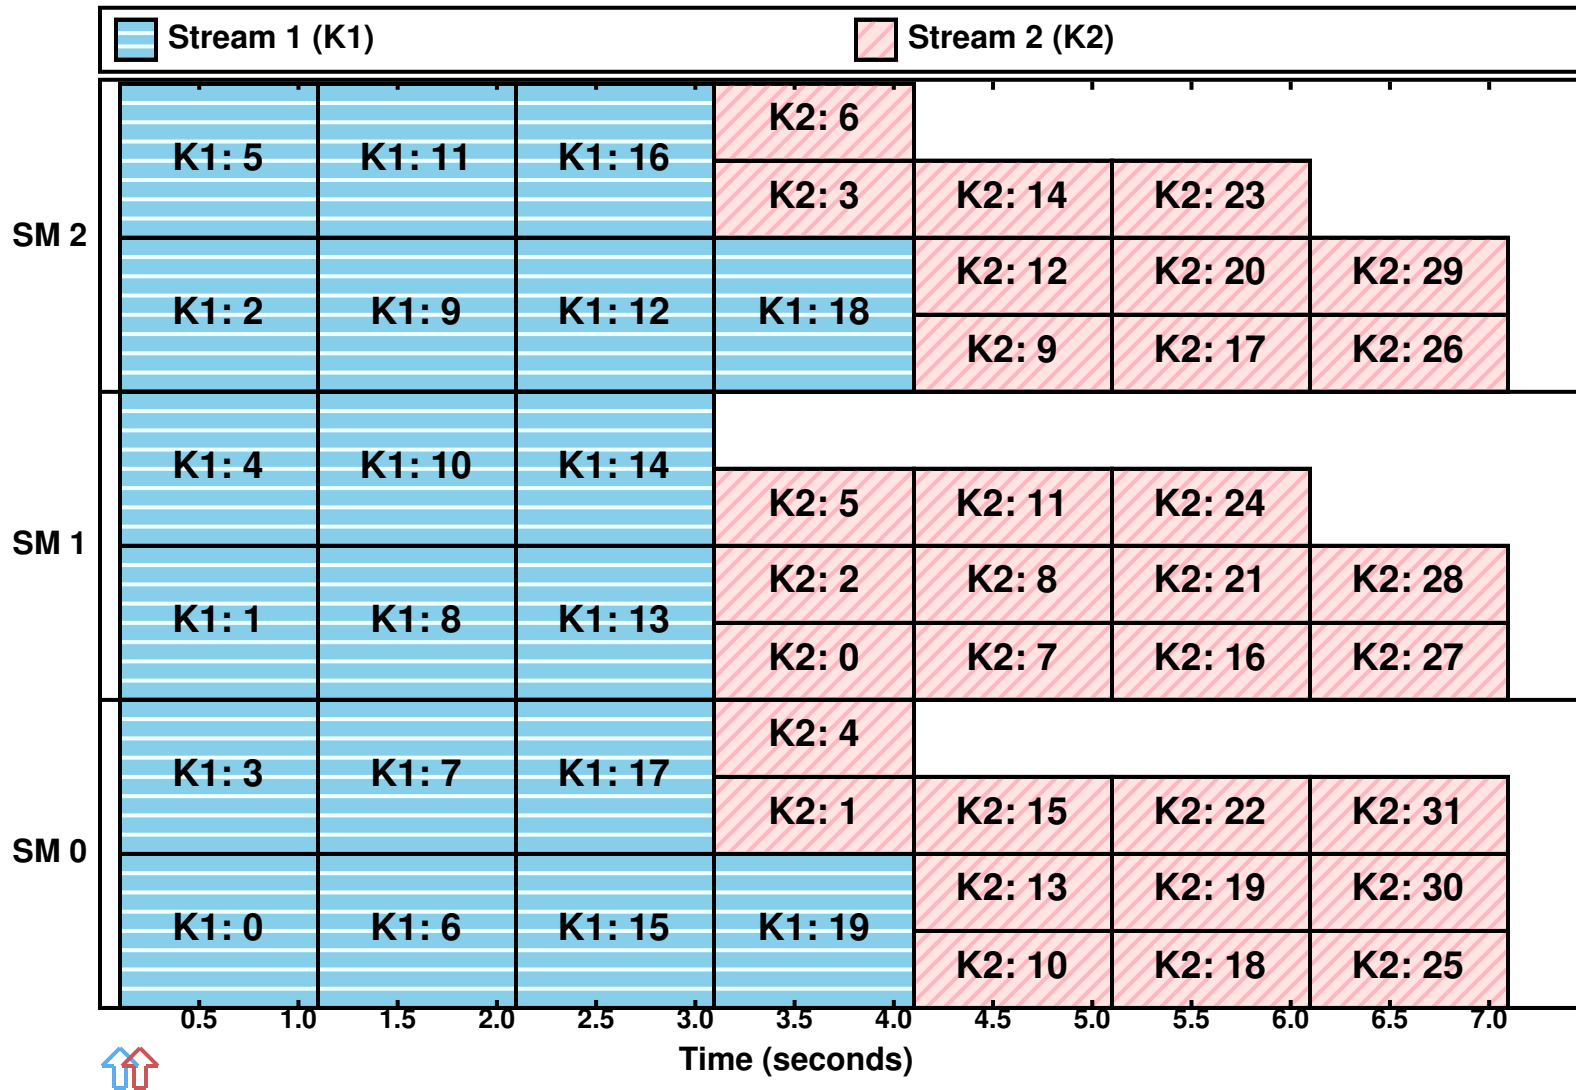 Stream 1 (K1) Stream 2 (K2)
K2: 6
K1: 5 K1: 11 K1: 16
K2: 3 K2: 14 K2: 23
SM 2
K2: 12 K2: 20 K2: 29
K1: 2 K1: 9 K1: 12 K1: 18
K2: 9 K2: 17 K2: 26
K1: 4 K1: 10 K1: 14
K2: 5 K2: 11 K2: 24
SM 1
K2: 2 K2: 8 K2: 21 K2: 28
K1: 1 K1: 8 K1: 13
K2: 0 K2: 7 K2: 16 K2: 27
K2: 4
K1: 3 K1: 7 K1: 17
K2: 1 K2: 15 K2: 22 K2: 31
SM 0
K2: 13 K2: 19 K2: 30
K1: 0 K1: 6 K1: 15 K1: 19
K2: 10 K2: 18 K2: 25
0.5 1.0 1.5 2.0 2.5 3.0 3.5 4.0 4.5 5.0 5.5 6.0 6.5 7.0
Time (seconds)